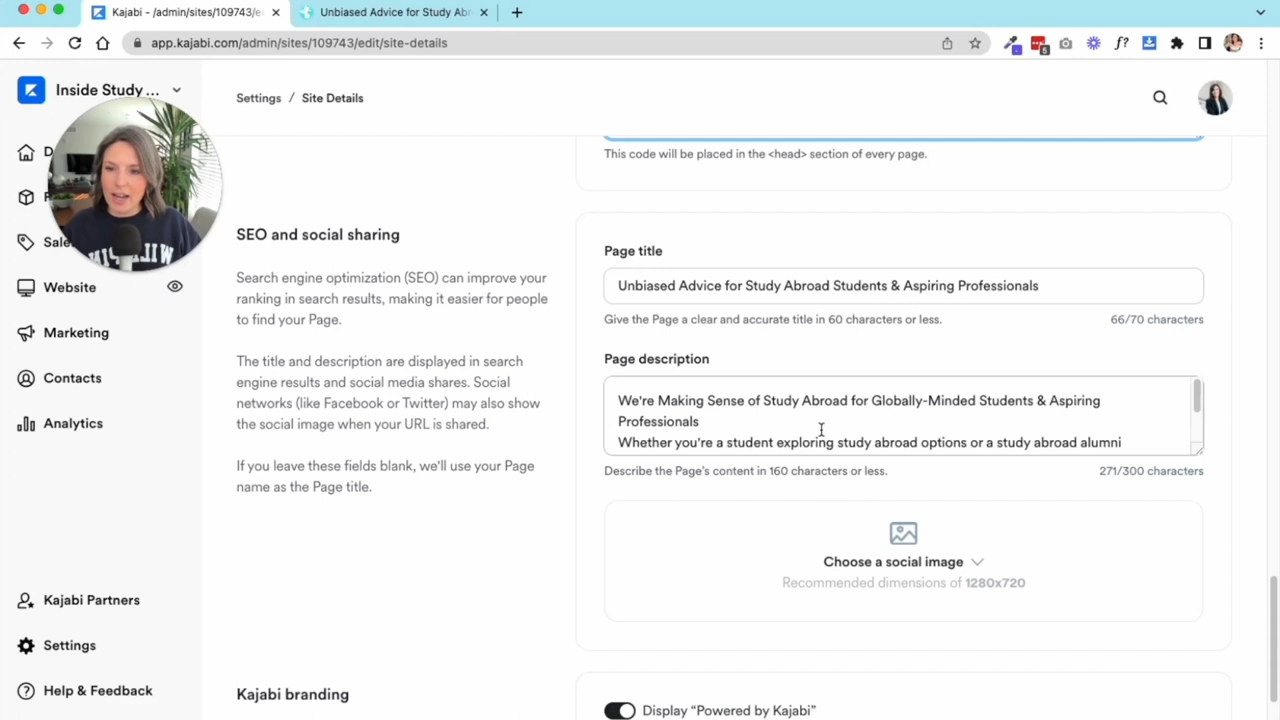 Kajabi - /admin/sites/109743/e
Unbiased Advice for Study Abr
app.kajabi.com/admin/sites/109743/edit/site-details
f?
Inside Study ...
Settings / Site Details
This code will be placed in the <head> section of every page.
D
Sale
Website
Marketing
Contacts
Analytics
Kajabi Partners
Settings
Help & Feedback
SEO and social sharing
Search engine optimization (SEO) can improve your
ranking in search results, making it easier for people
to find your Page.
The title and description are displayed in search
engine results and social media shares. Social
networks (like Facebook or Twitter) may also show
the social image when your URL is shared.
If you leave these fields blank, we'll use your Page
name as the Page title.
Page title
Unbiased Advice for Study Abroad Students & Aspiring Professionals
Give the Page a clear and accurate title in 60 characters or less.
66/70 characters
Page description
We're Making Sense of Study Abroad for Globally-Minded Students & Aspiring
Professionals
Whether you're a student exploring study abroad options or a study abroad alumni
Describe the Page's content in 160 characters or less.
271/300 characters
Choose a social image
Recommended dimensions of 1280x720
Kajabi branding
Display “Powered by Kajabi”